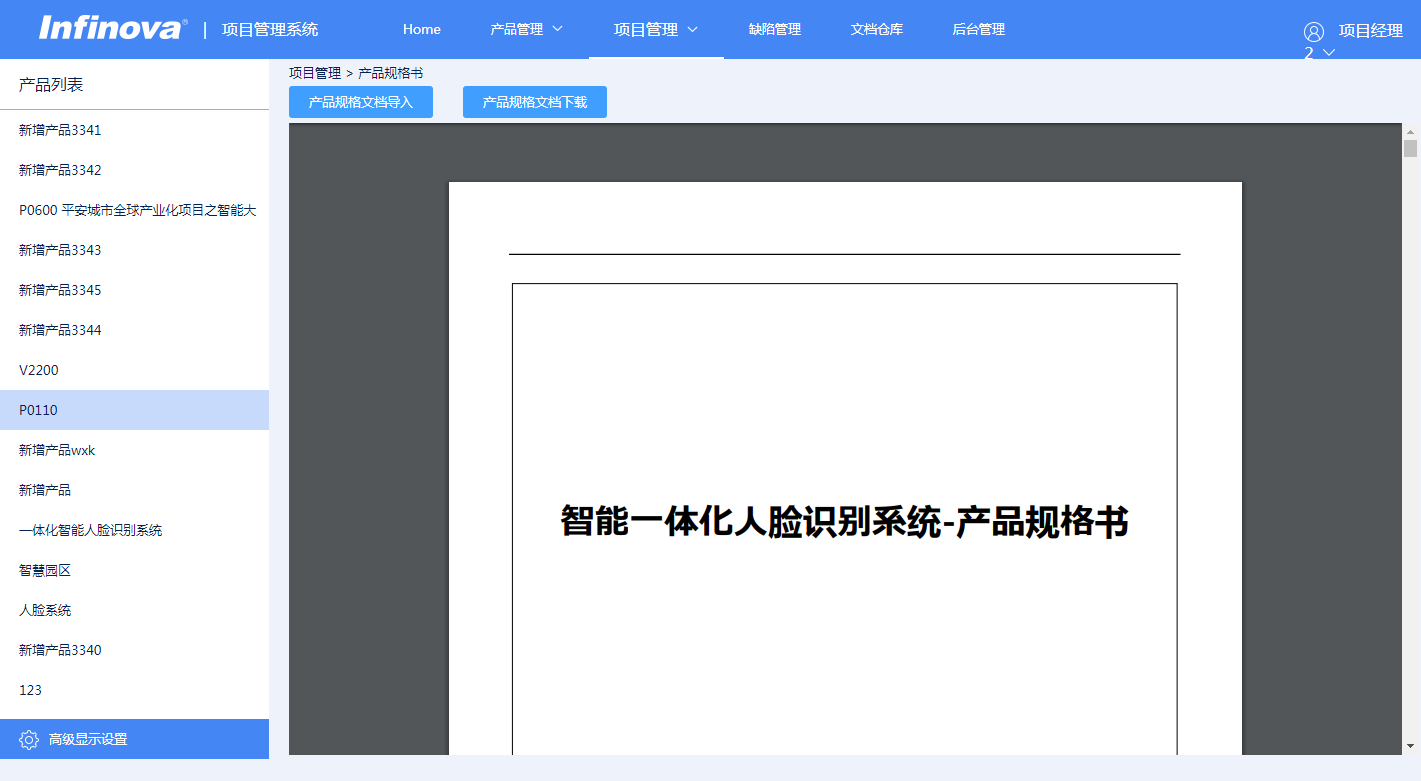 Infinova® | 项目管理系统
Home
产品管理
项目管理
缺陷管理
文档仓库
后台管理
项目经理
2
产品列表
新增产品3341
新增产品3342
P0600 平安城市全球产业化项目之智能大
新增产品3343
新增产品3345
新增产品3344
V2200
P0110
新增产品wxk
新增产品
一体化智能人脸识别系统
智慧园区
人脸系统
新增产品3340
123
高级显示设置
项目管理 > 产品规格书
产品规格文档导入
产品规格文档下载
智能一体化人脸识别系统-产品规格书